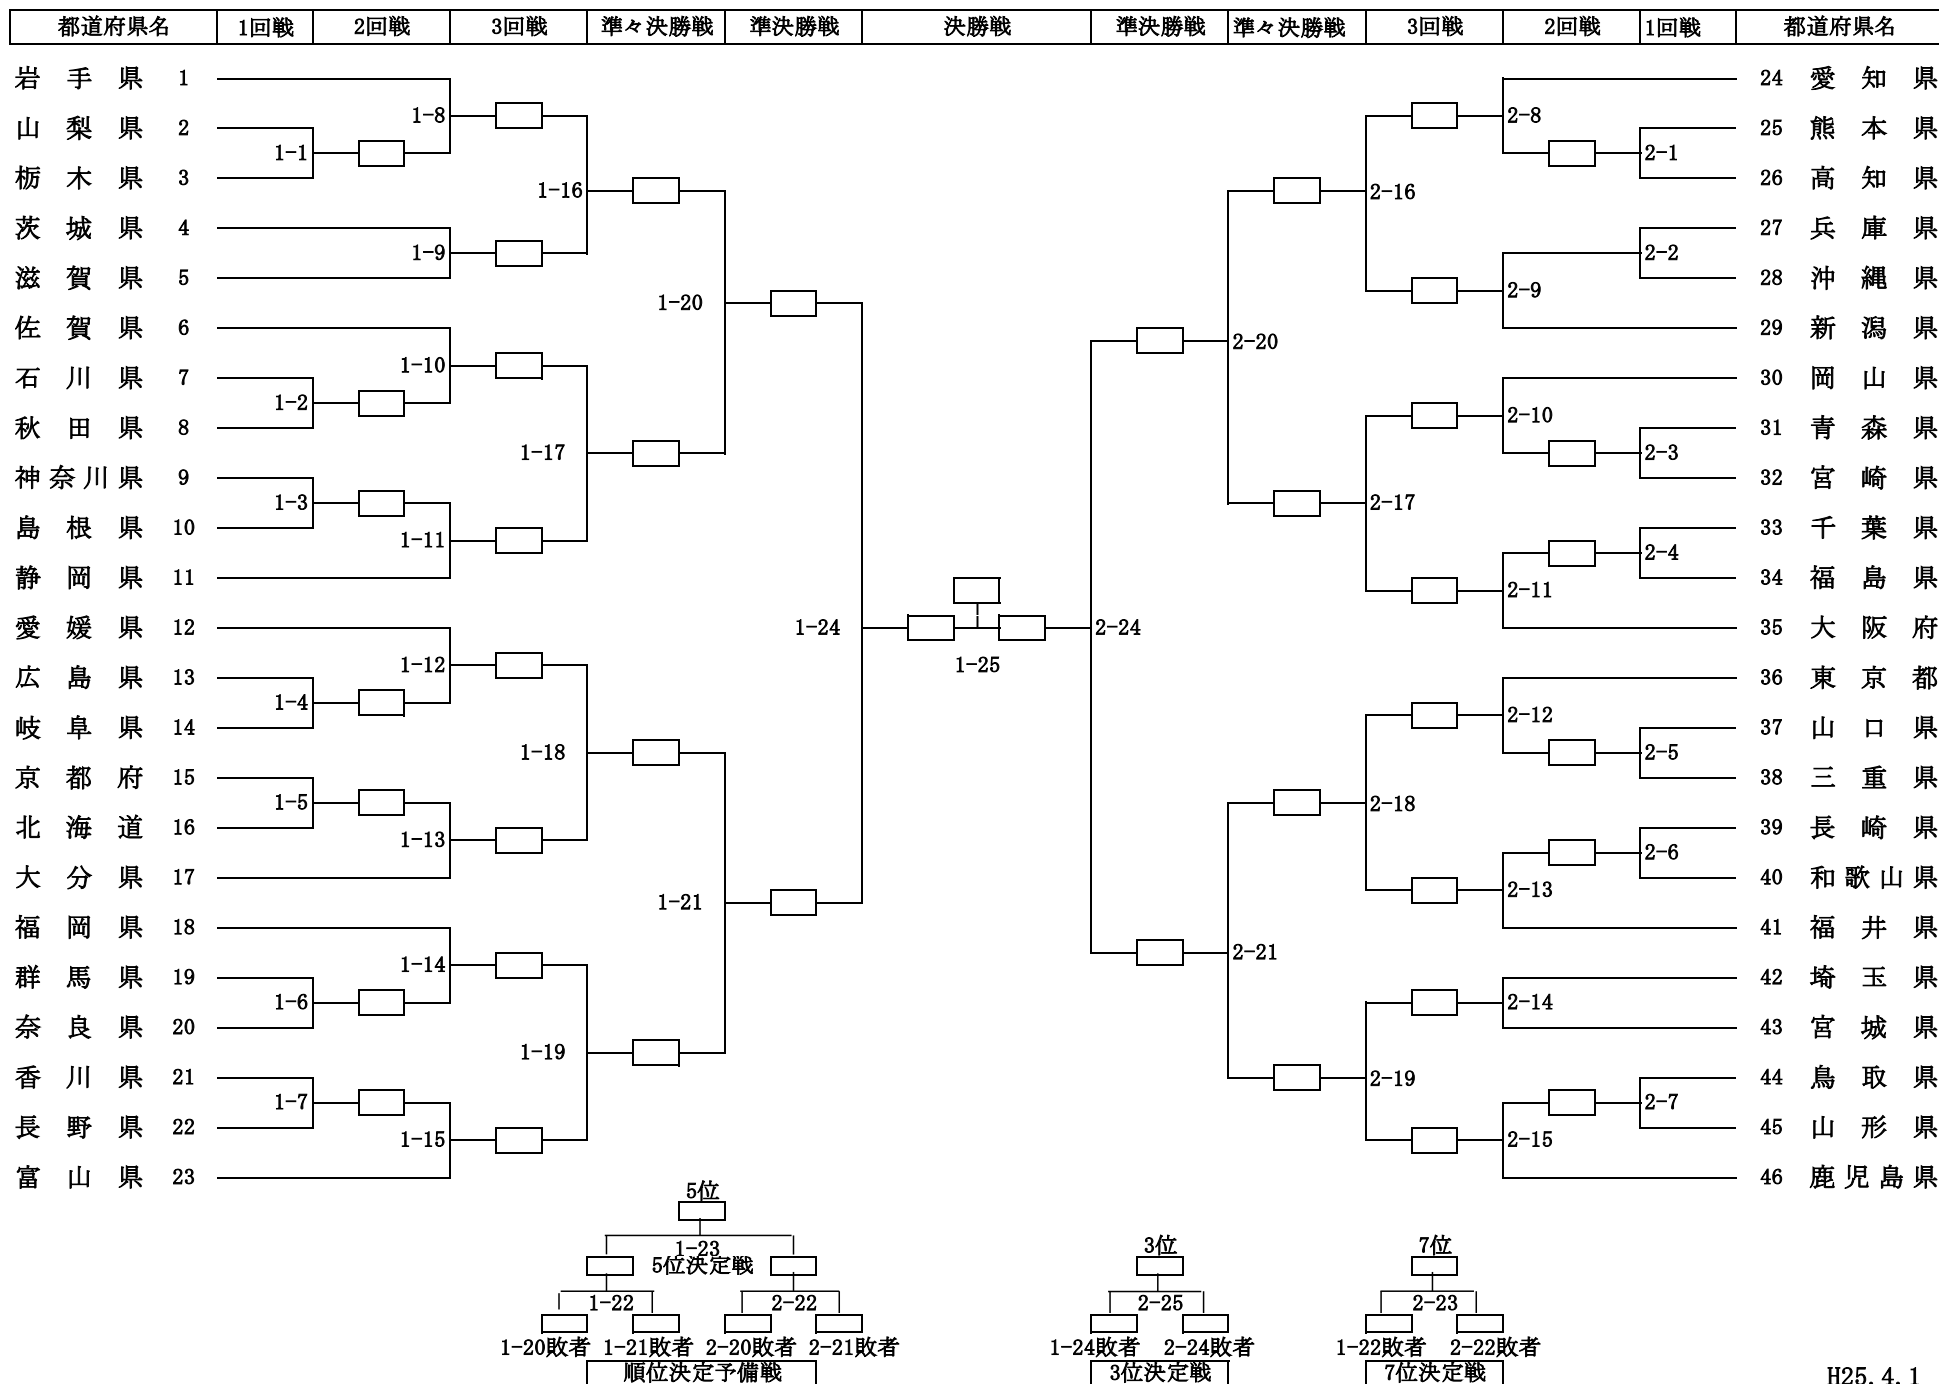 都道府県名 1回戦 2回戦 3回戦 準々決勝戦 準決勝戦 決勝戦 準決勝戦 準々決勝戦 3回戦 2回戦 1回戦 都道府県名
岩手県 1 24 愛知県
1-8 2-8
山梨県 2 25 熊本県
1-1 2-1
栃木県 3 26 高知県
1-16 2-16
茨城県 4 27 兵庫県
1-9 2-2
滋賀県 5 28 沖縄県
2-9
1-20
佐賀県 6 29 新潟県
2-20
1-10
石川県 7 30 岡山県
1-2 2-10
秋田県 8 31 青森県
1-17 2-3
神奈川県 9 32 宮崎県
1-3 2-17
島根県 10 33 千葉県
1-11 2-4
静岡県 11 34 福島県
2-11
愛媛県 12 1-24 2-24 35 大阪府
1-12 1-25
広島県 13 36 東京都
1-4 2-12
岐阜県 14 37 山口県
1-18 2-5
京都府 15 38 三重県
1-5 2-18
北海道 16 39 長崎県
1-13 2-6
大分県 17 40 和歌山県
2-13
1-21
福岡県 18 41 福井県
2-21
1-14
群馬県 19 42 埼玉県
1-6 2-14
奈良県 20 43 宮城県
1-19
香川県 21 2-19 44 鳥取県
1-7 2-7
長野県 22 45 山形県
1-15 2-15
富山県 23 46 鹿児島県
5位
1-23 3位 7位
5位決定戦
1-22 2-22 2-25 2-23
1-20敗者 1-21敗者 2-20敗者 2-21敗者 1-24敗者 2-24敗者 1-22敗者 2-22敗者
順位決定予備戦 3位決定戦 7位決定戦
H25.4.1